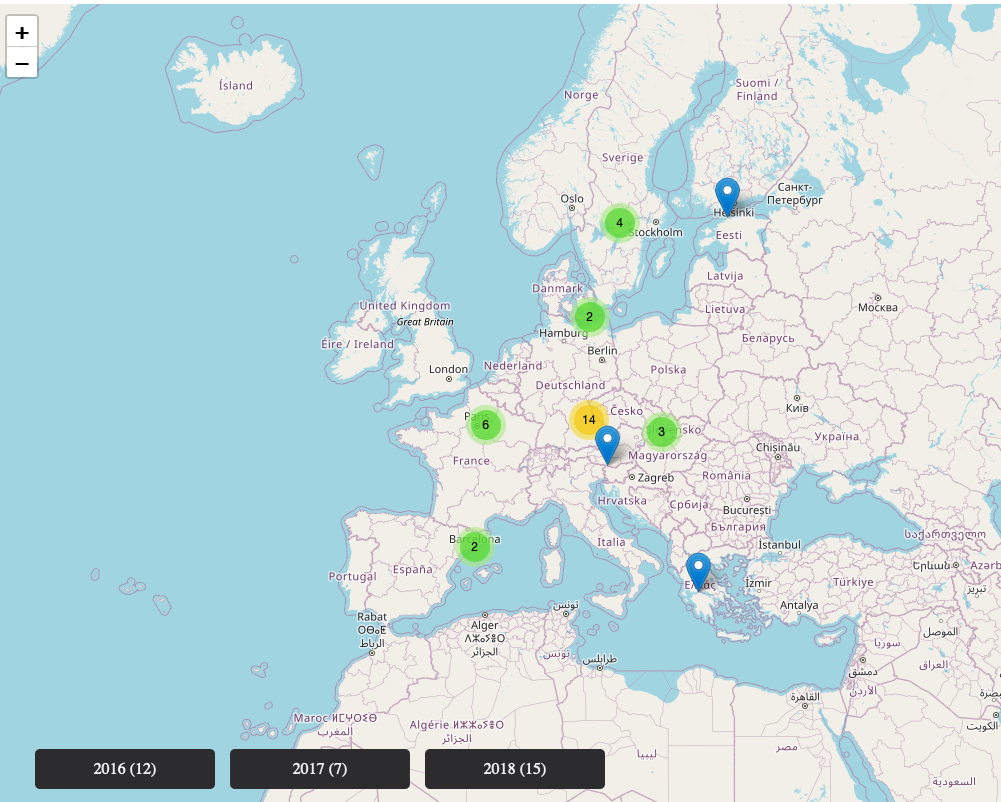 +
−
Ísland
Norge
Suomi /
Finland
Sverige
Санкт-
Петербург
Oslo
Helsinki
4
Stockholm
Eesti
Latvija
Danmark
United Kingdom
Lietuva
Москва
2
Great Britain
Hamburg
Беларусь
Éire / Ireland
Berlin
London
Nederland
Polska
Deutschland
Київ
Paris
6
14
Česko
3
Україна
Chișinău
Magyarország
France
Zagreb
România
Hrvatska
Србија
București
България
Barcelona
2
Italia
İstanbul
საქართველო
Երևան
Azərb
España
Portugal
Ελλάς
İzmir
Türkiye
تبريز
Antalya
تونس
Rabat
ⵔⴱⴰⵟ
الرباط
Alger
ⴷⵣⴰⵢⵔ
الجزائر
الموصل
سوريا
تونس
طرابلس
دمشق
العراق
القاهرة
الأردن
الكويت
Maroc ⵍⵎⵖⵔⵉⴱ
المغرب
Algérie ⵍⵣⵣⴰⵢⴻⵔ
الجزائر
ليبيا
مصر
السعودية
2016 (12)
2017 (7)
2018 (15)